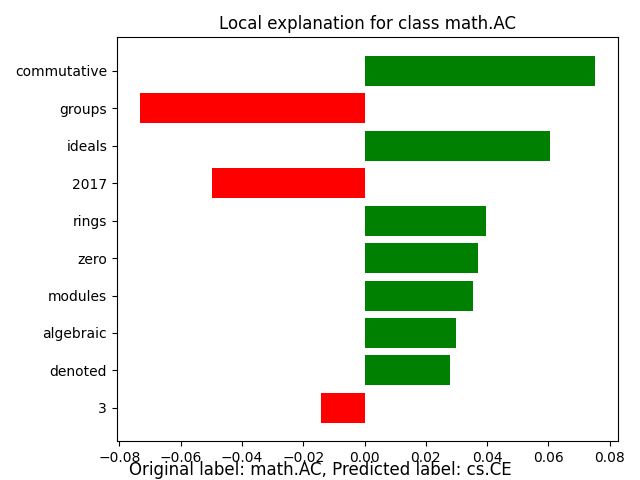 Local explanation for class math.AC
commutative
groups
ideals
2017
rings
zero
modules
algebraic
denoted
3
−0.08 −0.06 −0.04 −0.02 0.00 0.02 0.04 0.06 0.08
Original label: math.AC, Predicted label: cs.CE